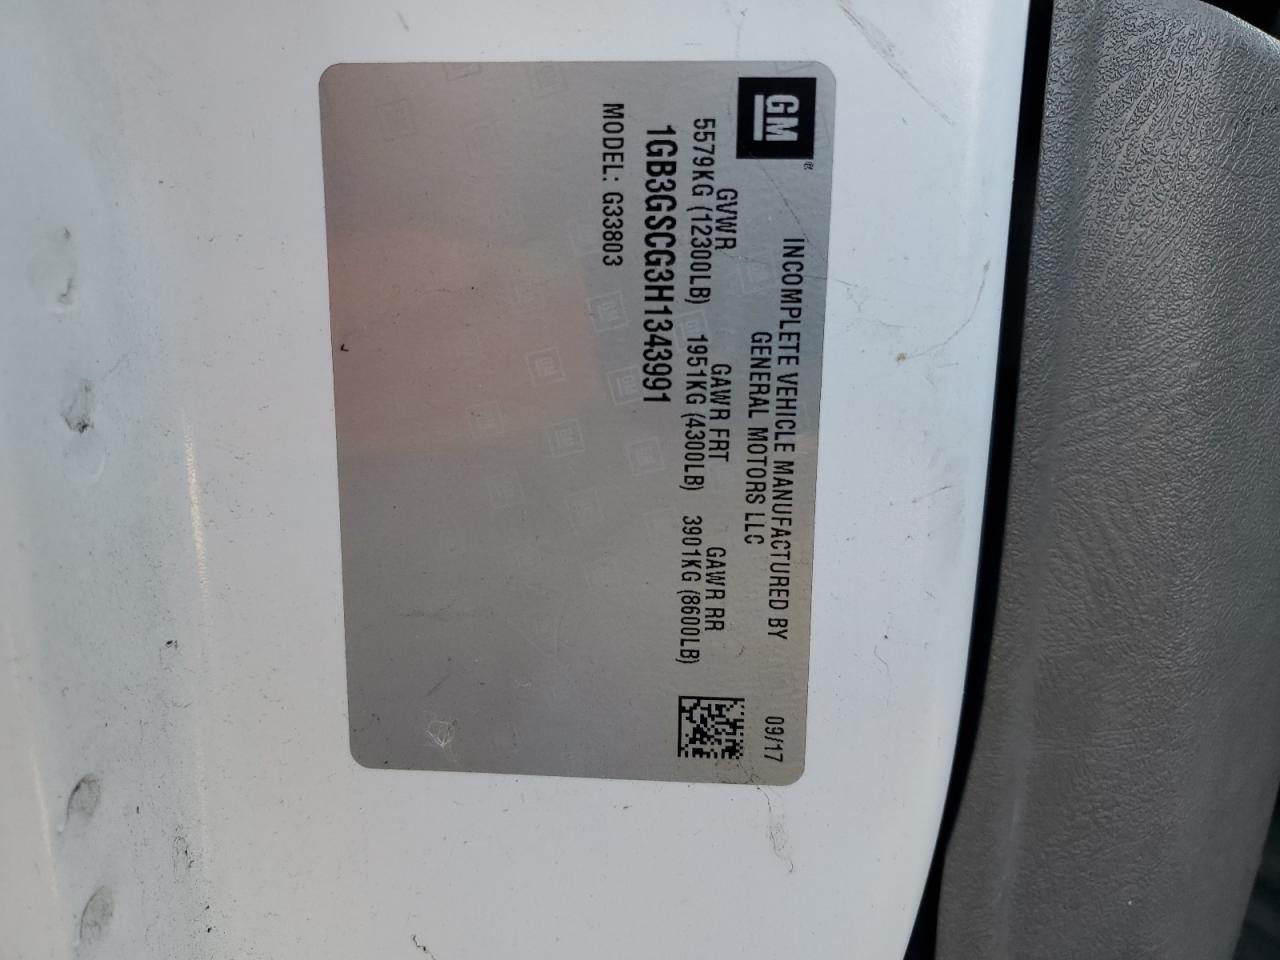 GM®
INCOMPLETE VEHICLE MANUFACTURED BY
GENERAL MOTORS LLC
09/17
GVWR GAWR FRT GAWR RR
5579KG (12300LB) 1951KG (4300LB) 3901KG (8600LB)
1GB3GSCG3H1343991
MODEL: G33803